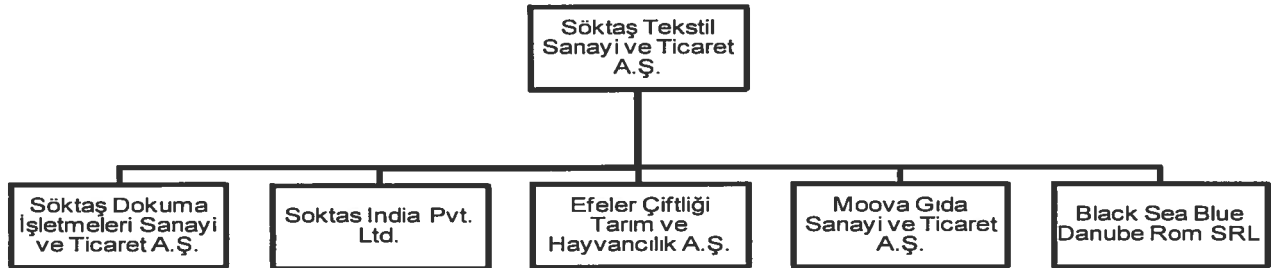 Söktaş Tekstil
Sanayi ve Ticaret
A.Ş.
Söktaş Dokuma
İşletmeleri Sanayi
ve Ticaret A.Ş.
Soktas India Pvt.
Ltd.
Efeler Çiftliği
Tarım ve
Hayvancılık A.Ş.
Moova Gıda
Sanayi ve Ticaret
A.Ş.
Black Sea Blue
Danube Rom SRL